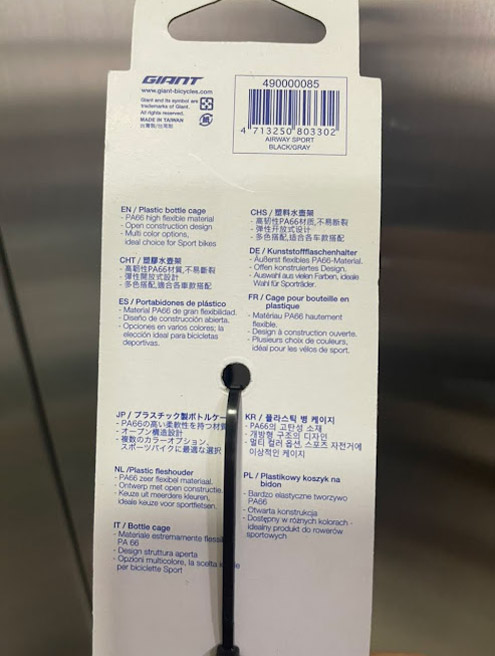 GIANT
www.giant-bicycles.com
Giant and its symbol are
trademarks of Giant.
All rights reserved.
MADE IN TAIWAN
台灣製/台湾制
490000085
4 713250 803302
AIRWAY SPORT
BLACK/GRAY
EN / Plastic bottle cage
- PA66 high flexible material
- Open construction design
- Multi color options,
ideal choice for Sport bikes
CHT / 塑膠水壺架
- 高韌性PA66材質,不易斷裂
- 彈性開放式設計
- 多色搭配,適合各車款搭配
ES / Portabidones de plástico
- Material PA66 de gran flexibilidad.
- Diseño de construcción abierta.
- Opciones en varios colores; la
elección ideal para bicicletas
deportivas.
CHS / 塑料水壶架
- 高韧性PA66材质,不易断裂
- 弹性开放式设计
- 多色搭配,适合各车款搭配
DE / Kunststoffflaschenhalter
- Äußerst flexibles PA66-Material.
- Offen konstruiertes Design.
- Auswahl aus vielen Farben, ideale
Wahl für Sporträder.
FR / Cage pour bouteille en
plastique
- Matériau PA66 hautement
flexible.
- Design à construction ouverte.
- Plusieurs choix de couleurs,
idéal pour les vélos de sport.
JP / プラスチック製ボトルケー
- PA66の高い柔軟性を持つ材
- オープン構造設計
- 複数のカラーオプション、
スポーツバイクに最適な選択
NL /Plastic fleshouder
- PA66 zeer flexibel materiaal.
- Ontwerp met open constructie.
- Keuze uit meerdere kleuren,
ideale keuze voor sportfietsen.
IT / Bottle cage
- Materiale estremamente flessi
PA 66
- Design struttura aperta
- Opzioni multicolore, la scelta
per biciclette Sport
KR / 플라스틱 병 케이지
- PA66의 고탄성 소재
- 개방형 구조의 디자인
- 멀티 컬러 옵션, 스포츠 자전거에
이상적인 케이지
PL / Plastikowy koszyk na
bidon
- Bardzo elastyczne tworzywo
PA66
- Otwarta konstrukcja
- Dostępny w różnych kolorach -
idealny produkt do rowerów
sportowych